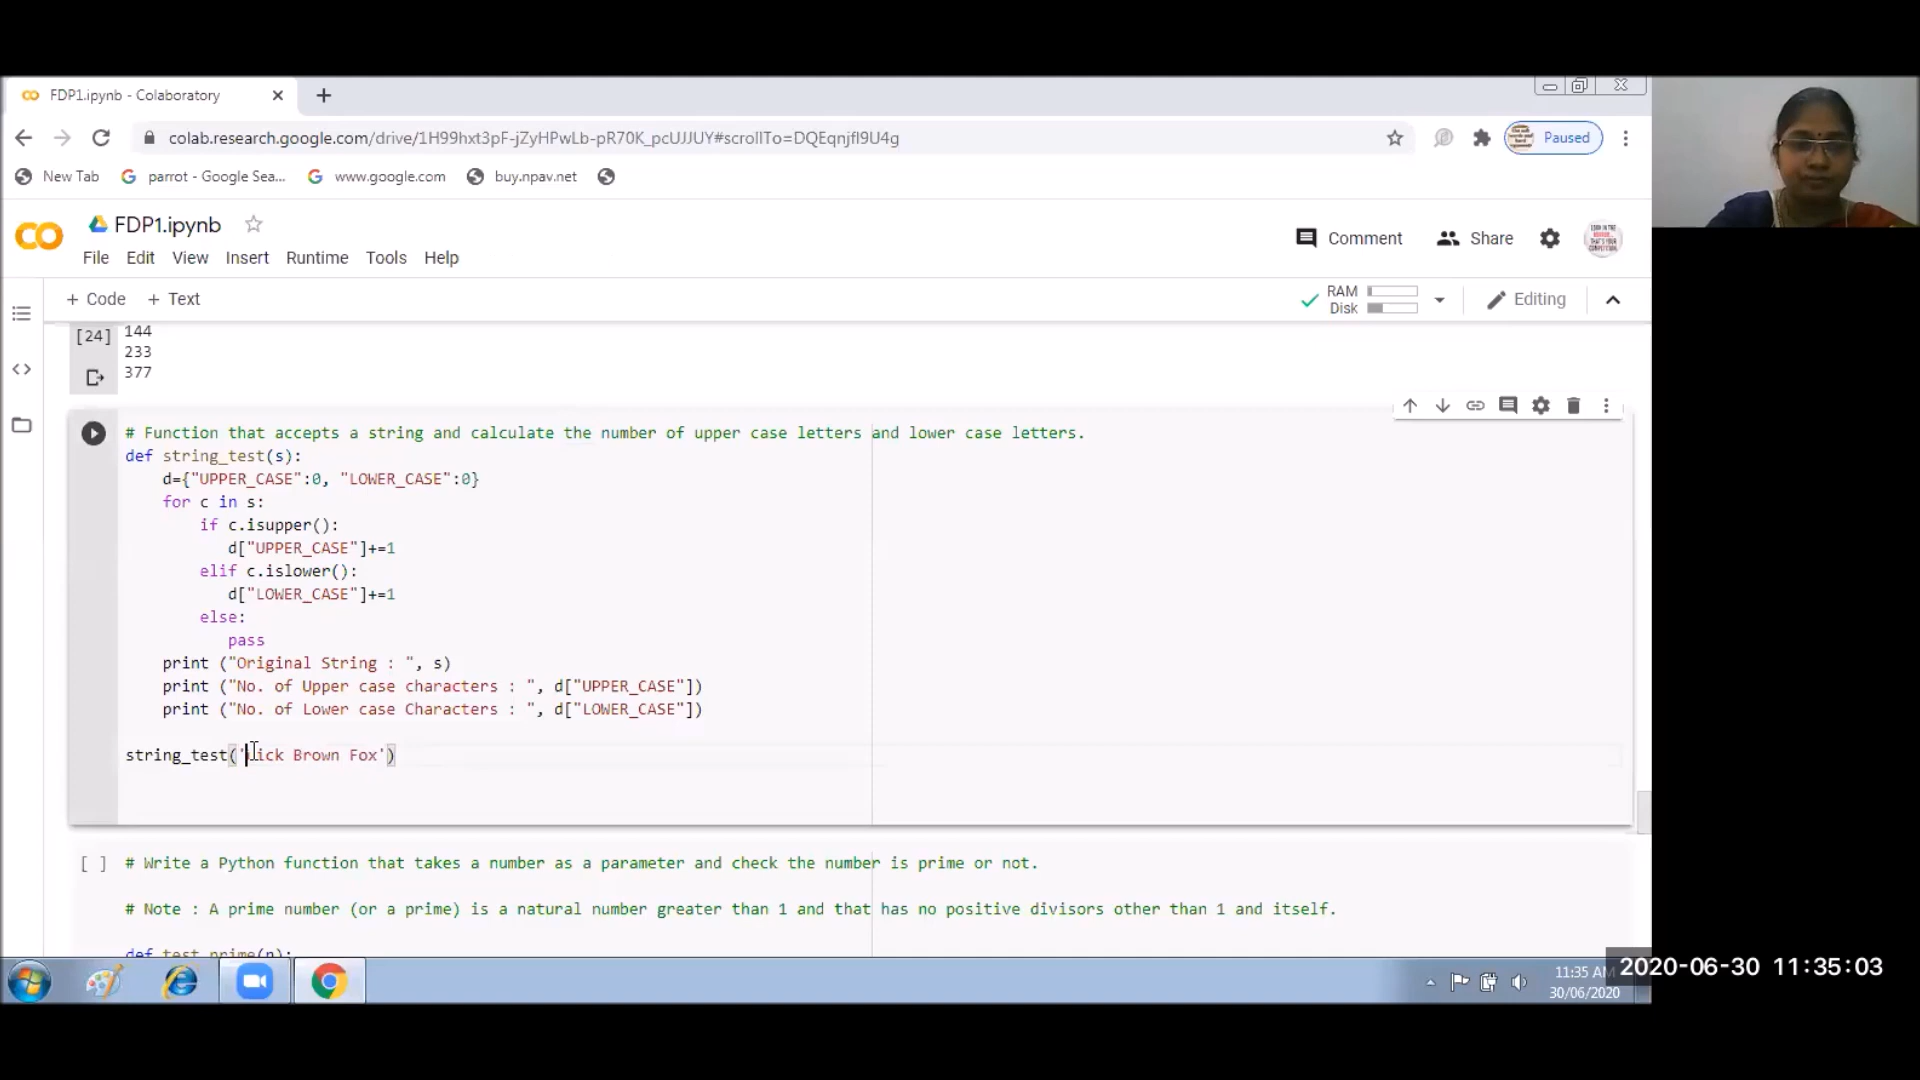 FDP1.ipynb - Colaboratory
colab.research.google.com/drive/1H99hxt3pF-jZyHPwLb-pR70K_pcUJJUY#scrollTo=DQEqnjfl9U4g
Paused
New Tab parrot - Google Sea... www.google.com buy.npav.net
FDP1.ipynb
Comment Share
File Edit View Insert Runtime Tools Help
+ Code + Text
RAM
Disk
Editing
[24] 144
233
377
# Function that accepts a string and calculate the number of upper case letters and lower case letters.
def string_test(s):
d={"UPPER_CASE":0, "LOWER_CASE":0}
for c in s:
if c.isupper():
d["UPPER_CASE"]+=1
elif c.islower():
d["LOWER_CASE"]+=1
else:
pass
print ("Original String : ", s)
print ("No. of Upper case characters : ", d["UPPER_CASE"])
print ("No. of Lower case Characters : ", d["LOWER_CASE"])
string_test(' Brown Fox')
[ ] # Write a Python function that takes a number as a parameter and check the number is prime or not.
# Note : A prime number (or a prime) is a natural number greater than 1 and that has no positive divisors other than 1 and itself.
def test_prime(n):
11:35 AM
30/06/2020
2020-06-30 11:35:03